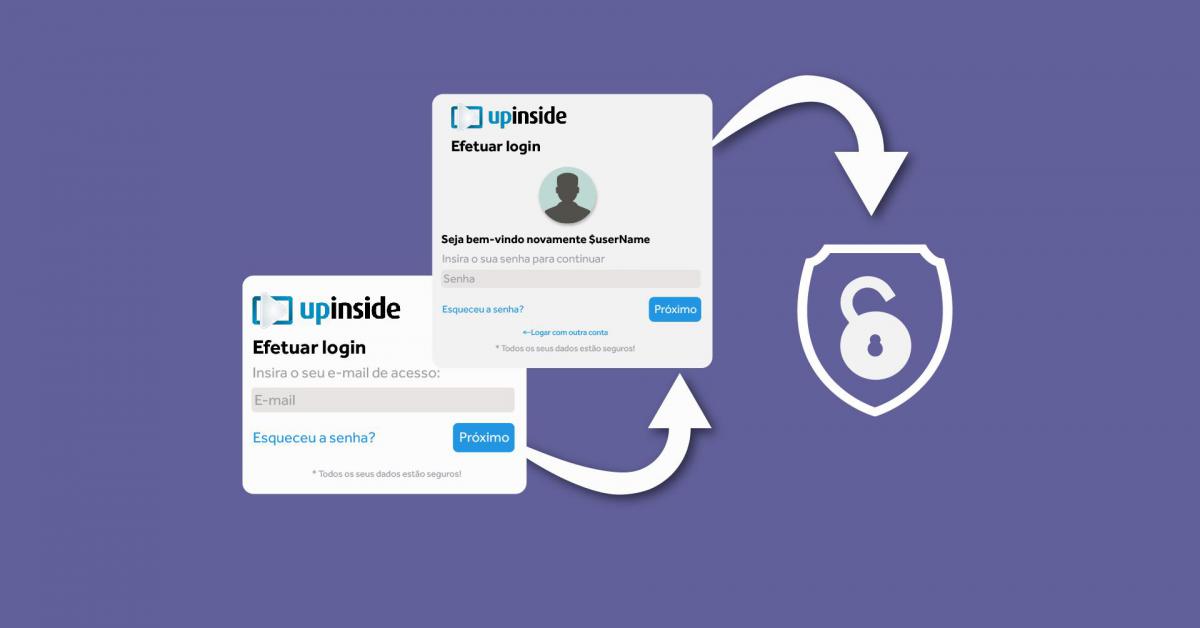 upinside
Efetuar login
Seja bem-vindo novamente $userName
Insira o sua senha para continuar
Senha
Esqueceu a senha?
Próximo
←Logar com outra conta
* Todos os seus dados estão seguros!
upinside
Efetuar login
Insira o seu e-mail de acesso:
E-mail
Esqueceu a senha?
Próximo
* Todos os seus dados estão seguros!